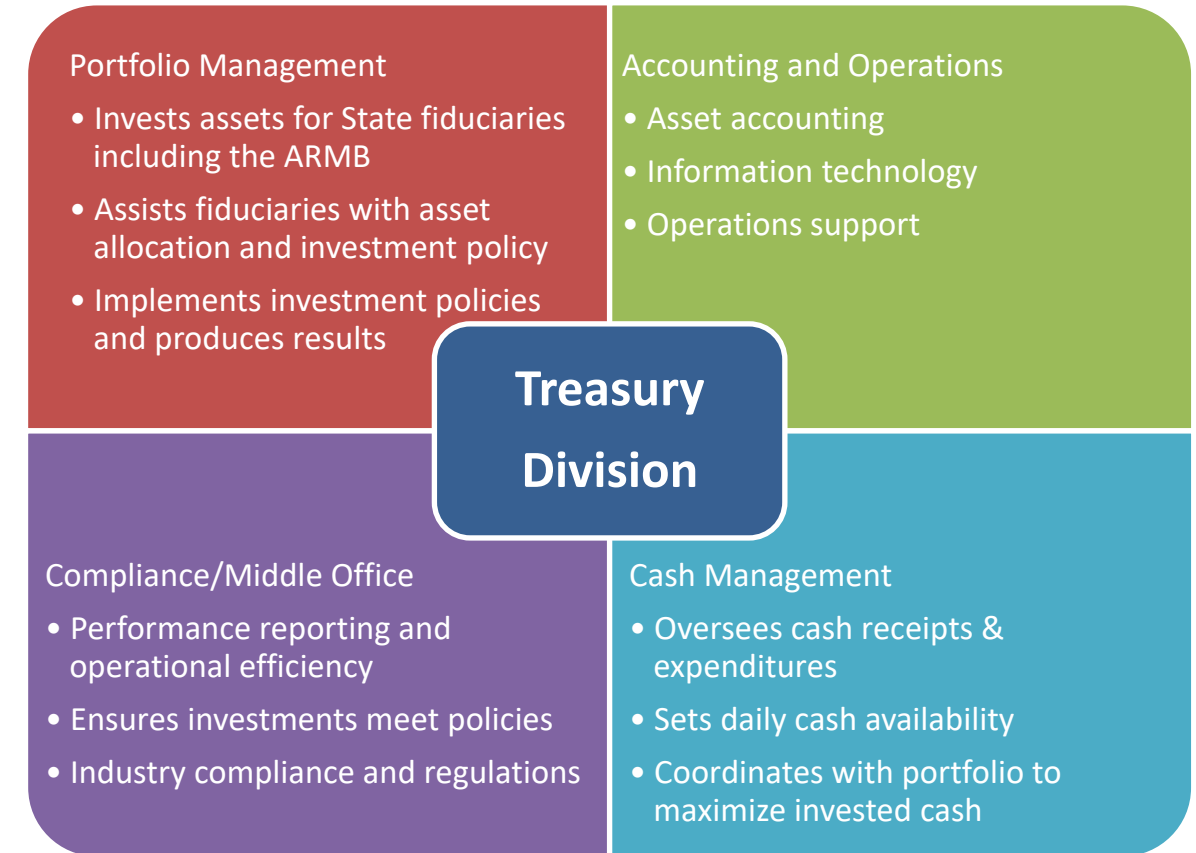 Portfolio Management
• Invests assets for State fiduciaries
including the ARMB
• Assists fiduciaries with asset
allocation and investment policy
• Implements investment policies
and produces results
Accounting and Operations
• Asset accounting
• Information technology
• Operations support
Treasury
Division
Compliance/Middle Office
• Performance reporting and
operational efficiency
• Ensures investments meet policies
• Industry compliance and regulations
Cash Management
• Oversees cash receipts &
expenditures
• Sets daily cash availability
• Coordinates with portfolio to
maximize invested cash